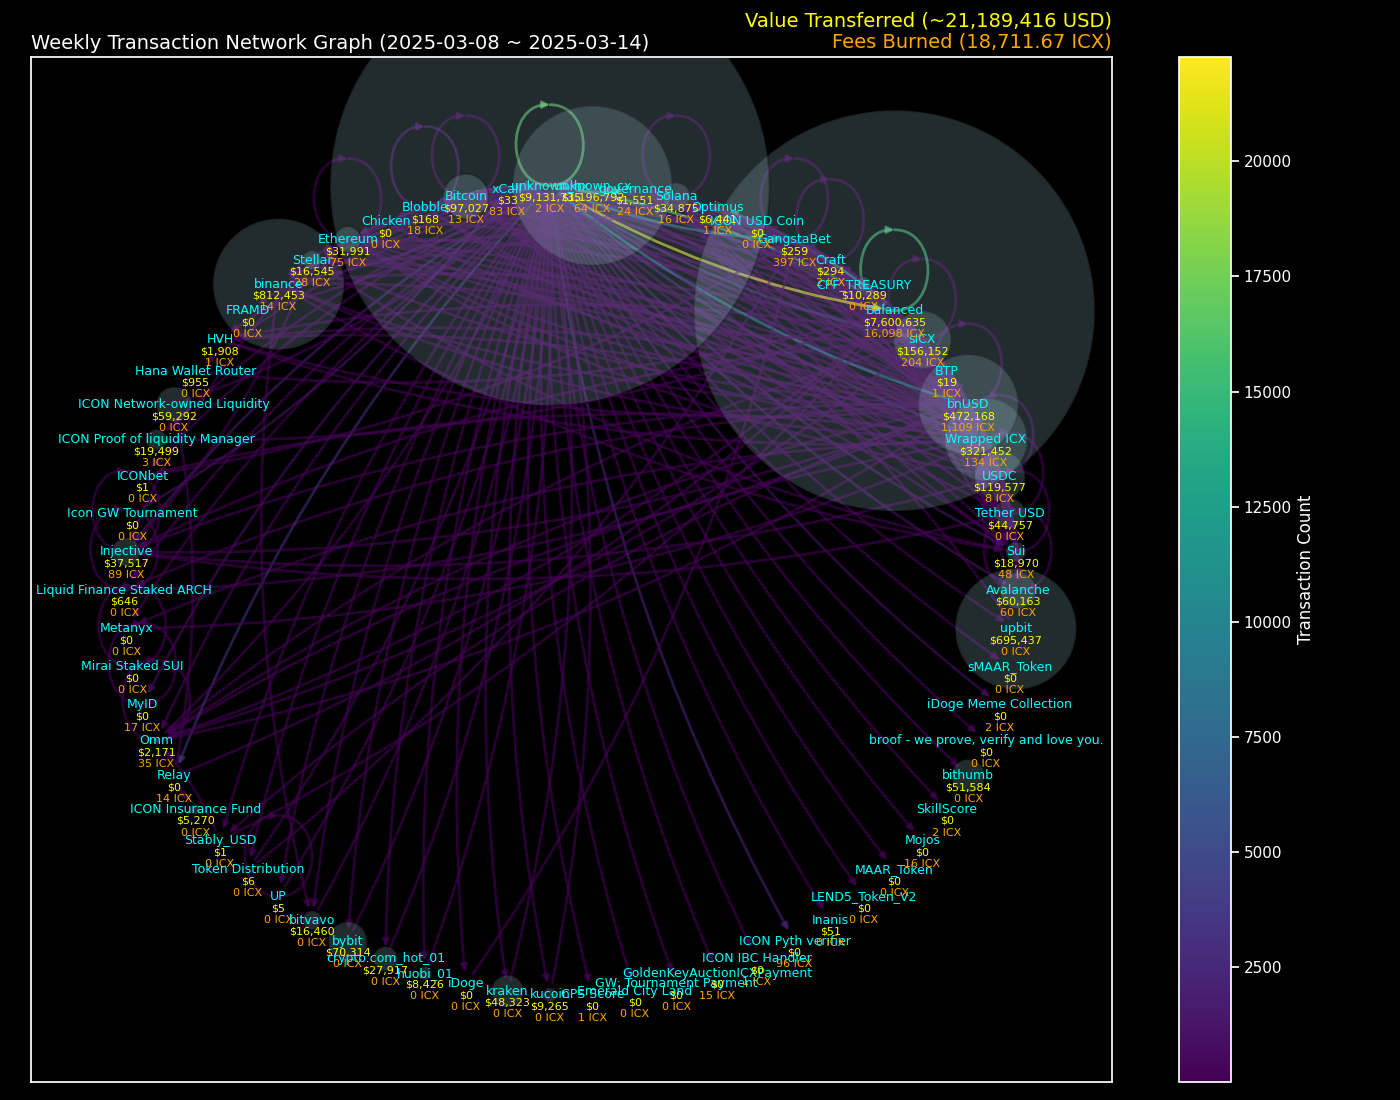 Value Transferred (~21,189,416 USD)
Weekly Transaction Network Graph (2025-03-08 ~ 2025-03-14)
Fees Burned (18,711.67 ICX)
xCall
$33
83 ICX
2 ICX
64 ICX
governance
$1,551
24 ICX
Bitcoin
$97,027
13 ICX
Solana
$34,875
16 ICX
Blobble
$168
18 ICX
Optimus
$6,441
1 ICX
Chicken
$0
0 ICX
ICON USD Coin
$0
0 ICX
Ethereum
$31,991
75 ICX
GangstaBet
$259
397 ICX
Stellar
$16,545
28 ICX
Craft
$294
binance
$812,453
14 ICX
CPF_TREASURY
$10,289
0 ICX
FRAMD
$0
0 ICX
Balanced
$7,600,635
16,098 ICX
HVH
$1,908
1 ICX
sICX
$156,152
204 ICX
Hana Wallet Router
$955
0 ICX
BTP
$19
1 ICX
ICON Network-owned Liquidity
$59,292
0 ICX
bnUSD
$472,168
1,109 ICX
ICON Proof of liquidity Manager
$19,499
3 ICX
Wrapped ICX
$321,452
134 ICX
ICONbet
$1
0 ICX
USDC
$119,577
8 ICX
Icon GW Tournament
$0
0 ICX
Tether USD
$44,757
0 ICX
Injective
$37,517
89 ICX
Sui
$18,970
48 ICX
Liquid Finance Staked ARCH
$646
0 ICX
Avalanche
$60,163
60 ICX
Metanyx
$0
0 ICX
upbit
$695,430
0 ICX
Mirai Staked SUI
$0
0 ICX
sMAAR_Token
$0
0 ICX
MyID
$0
17 ICX
iDoge Meme Collection
$0
2 ICX
Omm
$2,171
35 ICX
broof - we prove, verify and love you.
$0
0 ICX
Relay
$0
14 ICX
bithumb
$51,584
0 ICX
ICON Insurance Fund
$5,270
0 ICX
SkillScore
$0
2 ICX
Stably_USD
$1
0 ICX
Mojos
$0
16 ICX
Token Distribution
$6
0 ICX
MAAR_Token
$0
0 ICX
UP
$5
0 ICX
LEND5_Token_V2
$0
0 ICX
bitvavo
$16,460
0 ICX
Inanis
$51
0 ICX
bybit
$70,314
0 ICX
ICON Pyth verifier
$0
96 ICX
crypto.com_hot_01
$27,917
0 ICX
ICON IBC Handler
$0
huobi_01
$8,426
0 ICX
GoldenKeyAuctionICXPayment
$0
15 ICX
iDoge
$0
0 ICX
GW: Tournament Payment
$0
0 ICX
kraken
$48,323
0 ICX
Emerald City Land
$0
0 ICX
kucoin
$9,265
0 ICX
GPS Score
$0
1 ICX
20000
17500
15000
12500
10000
7500
5000
2500
Transaction Count